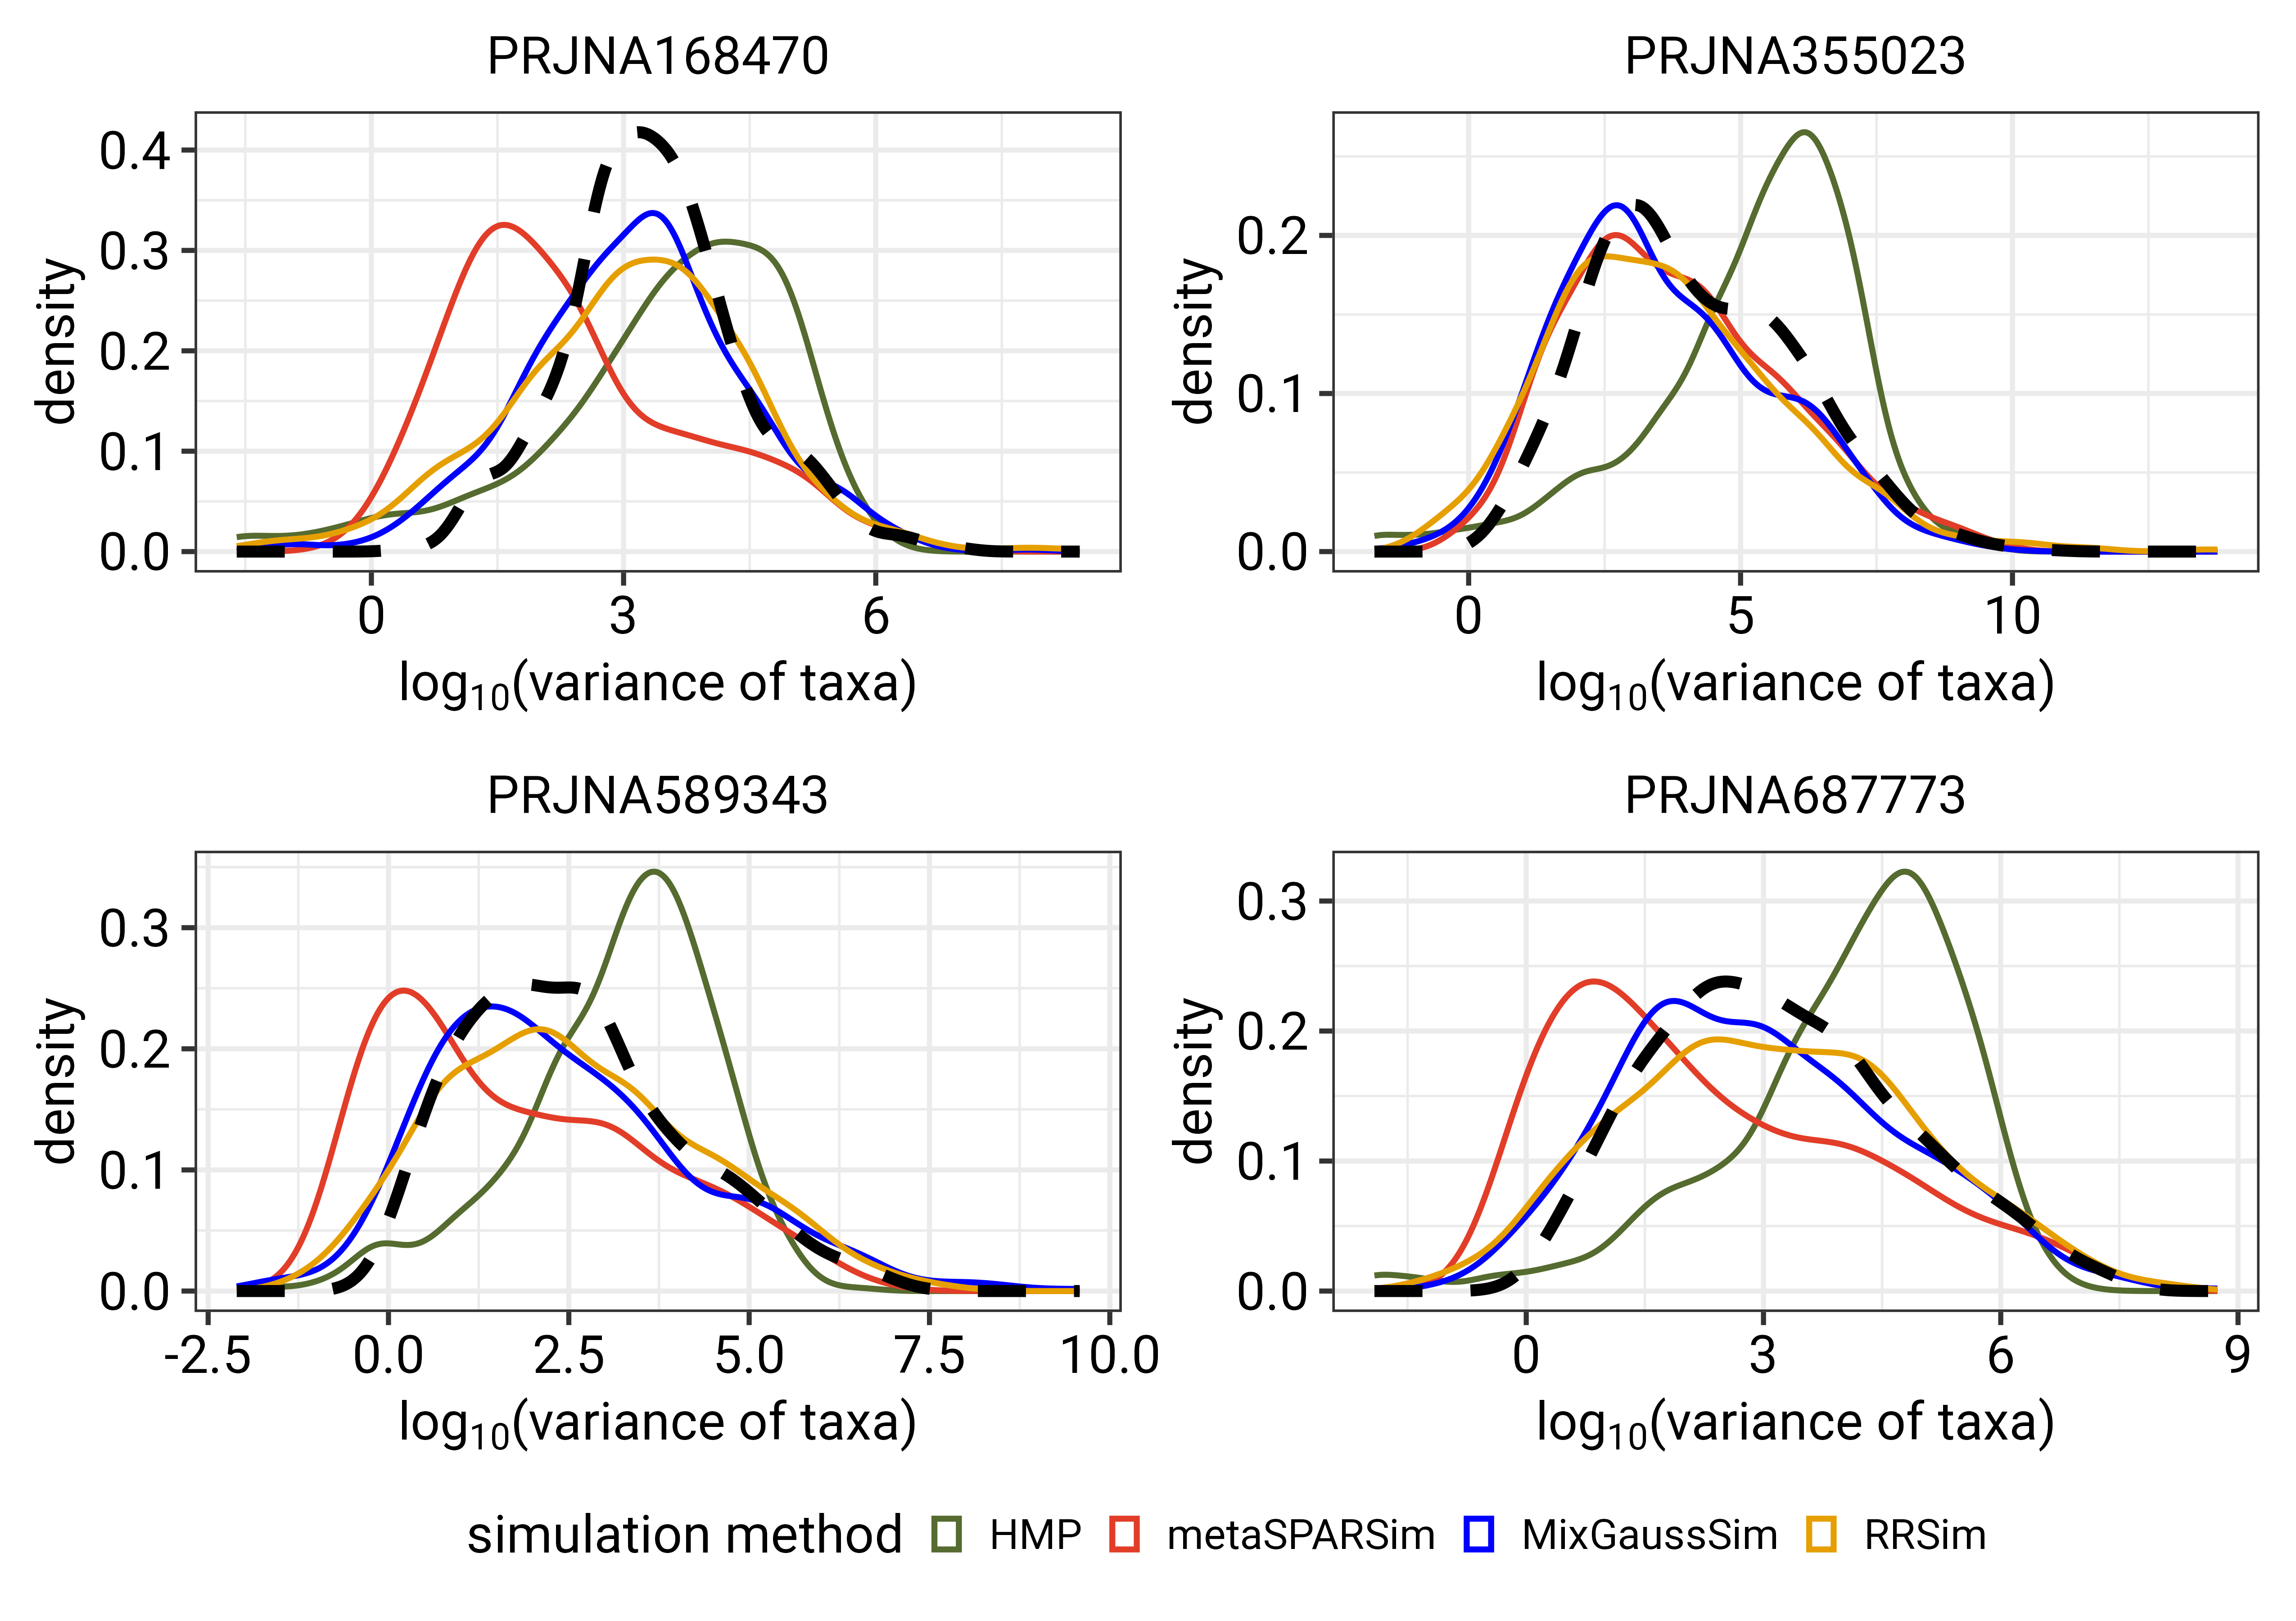 PRJNA168470
PRJNA355023
density
0.4
0.3
0.2
0.1
0.0
0 3 6
log10(variance of taxa)
density
0.2
0.1
0.0
0 5 10
log10(variance of taxa)
PRJNA589343
PRJNA687773
density
0.3
0.2
0.1
0.0
-2.5 0.0 2.5 5.0 7.5 10.0
log10(variance of taxa)
density
0.3
0.2
0.1
0.0
0 3 6 9
log10(variance of taxa)
simulation method HMP metaSPARSim MixGaussSim RRSim